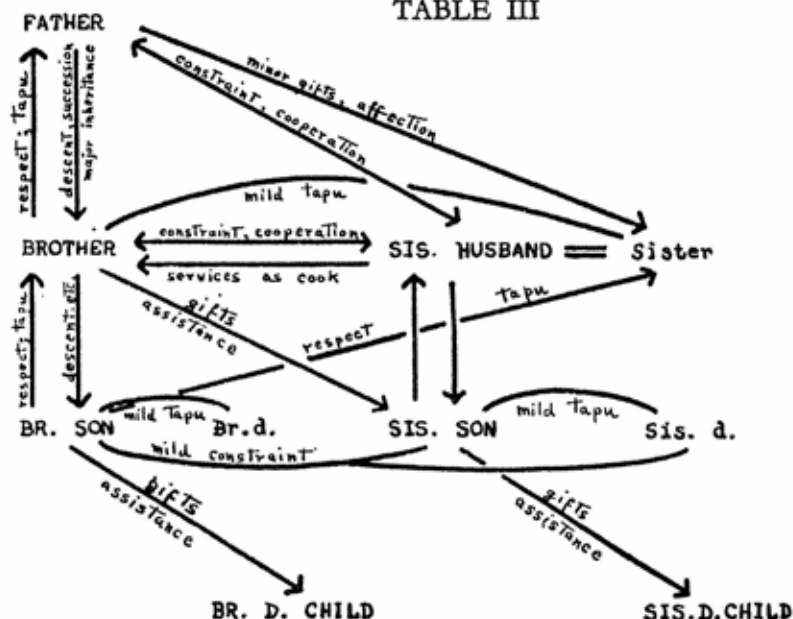 TABLE III
FATHER
respect; tapu
descent, succession
major inheritance
minor gifts, affection
constraint, cooperation
mild tapu
BROTHER
constraint, cooperation
SIS. HUSBAND
Sister
services as cook
respect; tapu
descent, etc.
gifts
assistance
respect
tapu
BR. SON
mild Tapu
Br.d.
SIS. SON
mild tapu
Sis. d.
mild constraint
gifts
assistance
gifts
assistance
BR. D. CHILD
SIS.D.CHILD